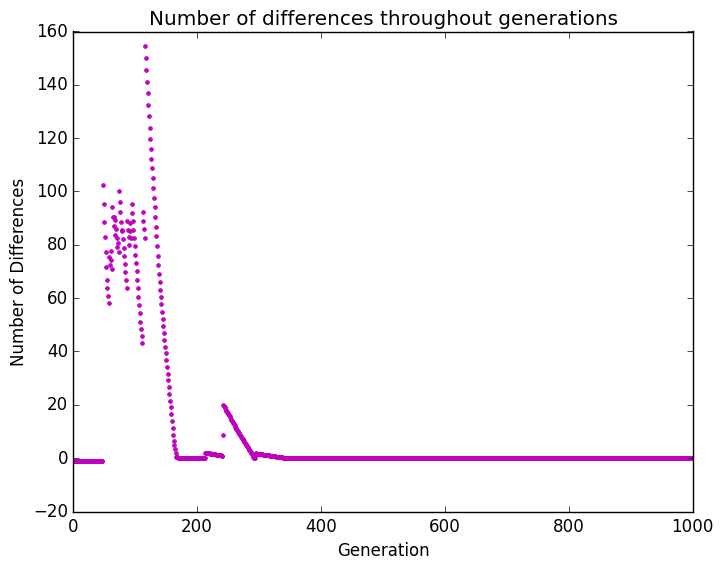 Number of differences throughout generations
160
140
120
100
80
60
40
20
0
−20
Number of Differences
0 200 400 600 800 1000
Generation